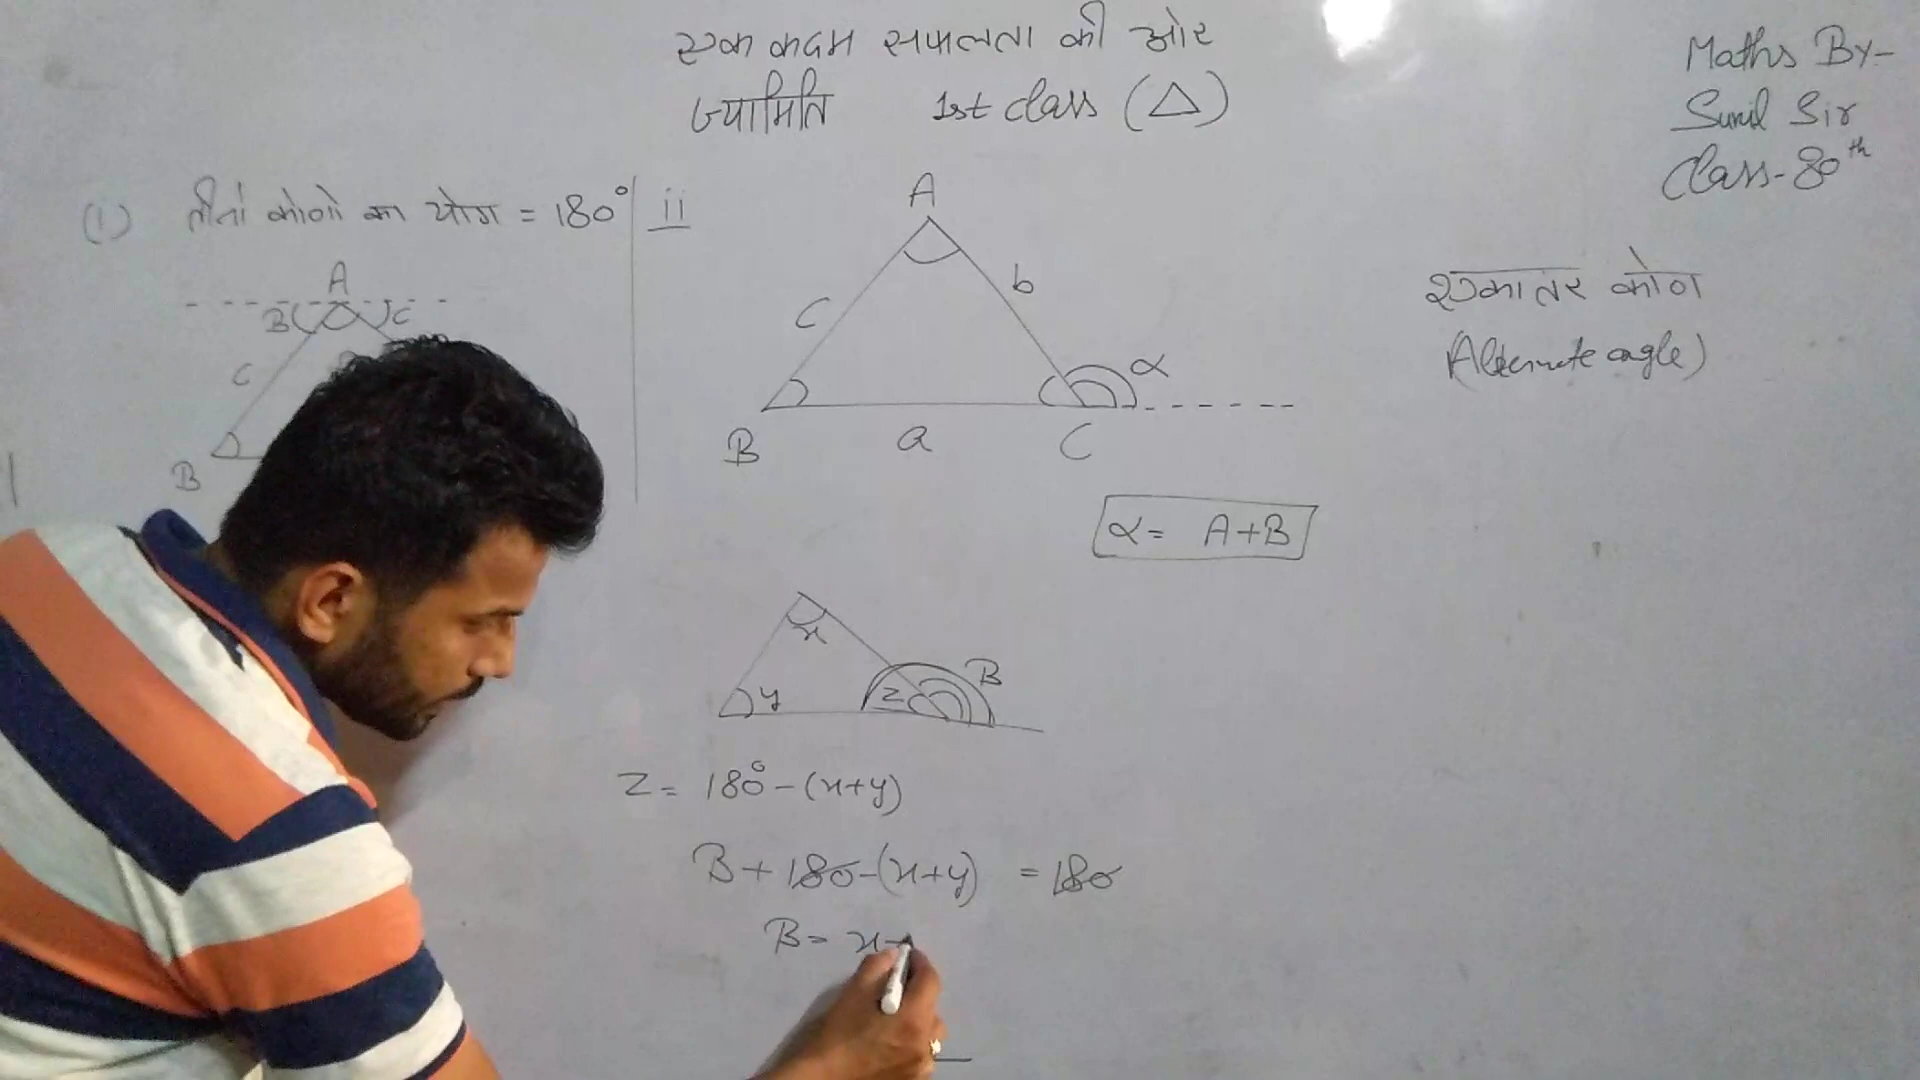 एक कदम सफलता की ओर
ज्यामिति 1st class (△)
Maths By-
Sunil Sir
Class-80th
(1) तीनों कोणों का योग = 180°
A
B C
c
B
ii
A
c b
α
B a C
α = A+B
एकान्तर कोण
(Alternate angle)
x
y z B
z = 180°-(x+y)
B+180-(x+y) = 180
B = x+